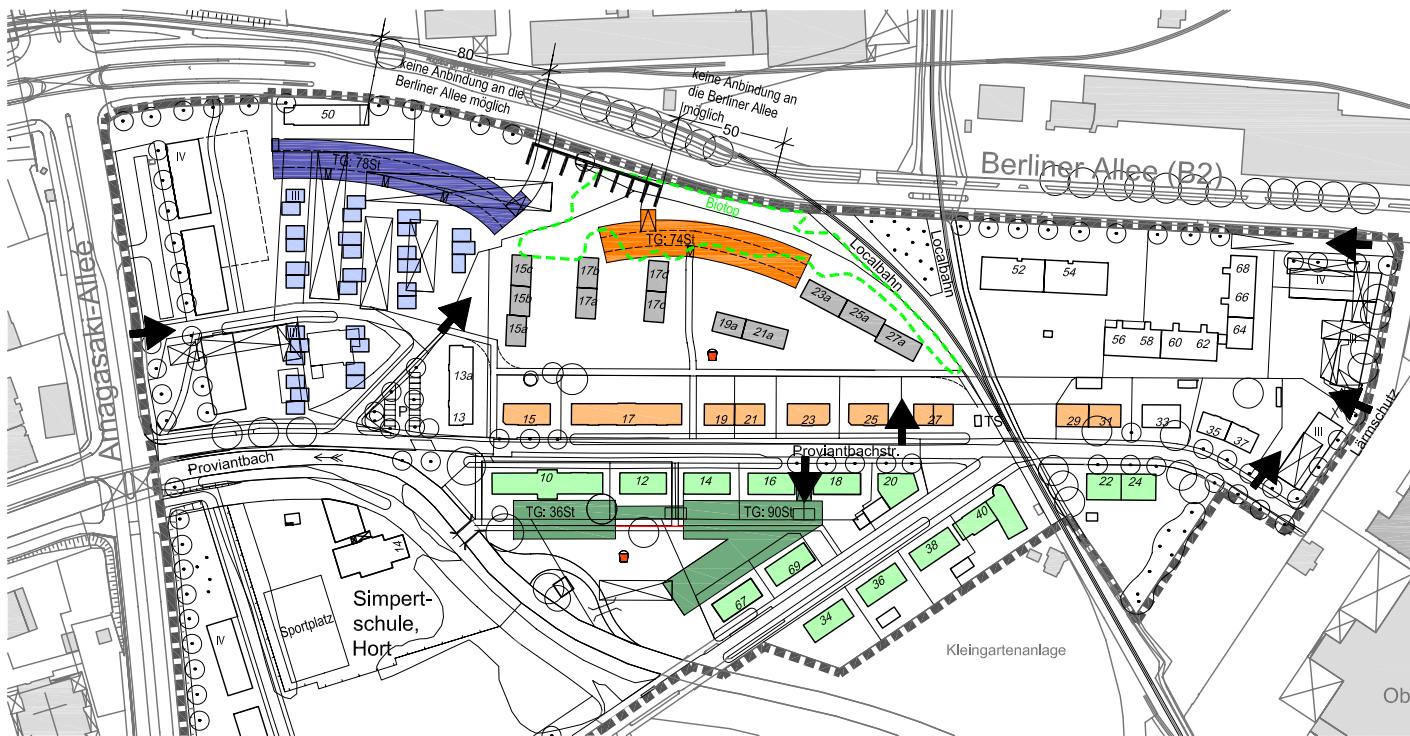 80
keine Anbindung an die
Berliner Allee möglich
keine Anbindung an
die Berliner Allee
möglich
50
50
Berliner Allee (B2)
IV
TG: 78St
III
Biotop
TG: 74St
Localbahn
Localbahn
Amagasaki-Allee
15c
17b
17d
15b
17a
17c
15a
23a
25a
27a
19a
21a
52
54
68
66
64
IV
III
56
58
60
62
III
13a
13
P
15
17
19
21
23
25
27
TS
29
31
33
35
37
III
Lärmschutz
Proviantbach
Proviantbachstr.
10
12
14
16
18
20
22
24
TG: 36St
TG: 90St
40
38
36
34
69
67
14
Simpert-
schule,
Hort
Sportplatz
IV
Kleingartenanlage
Ob